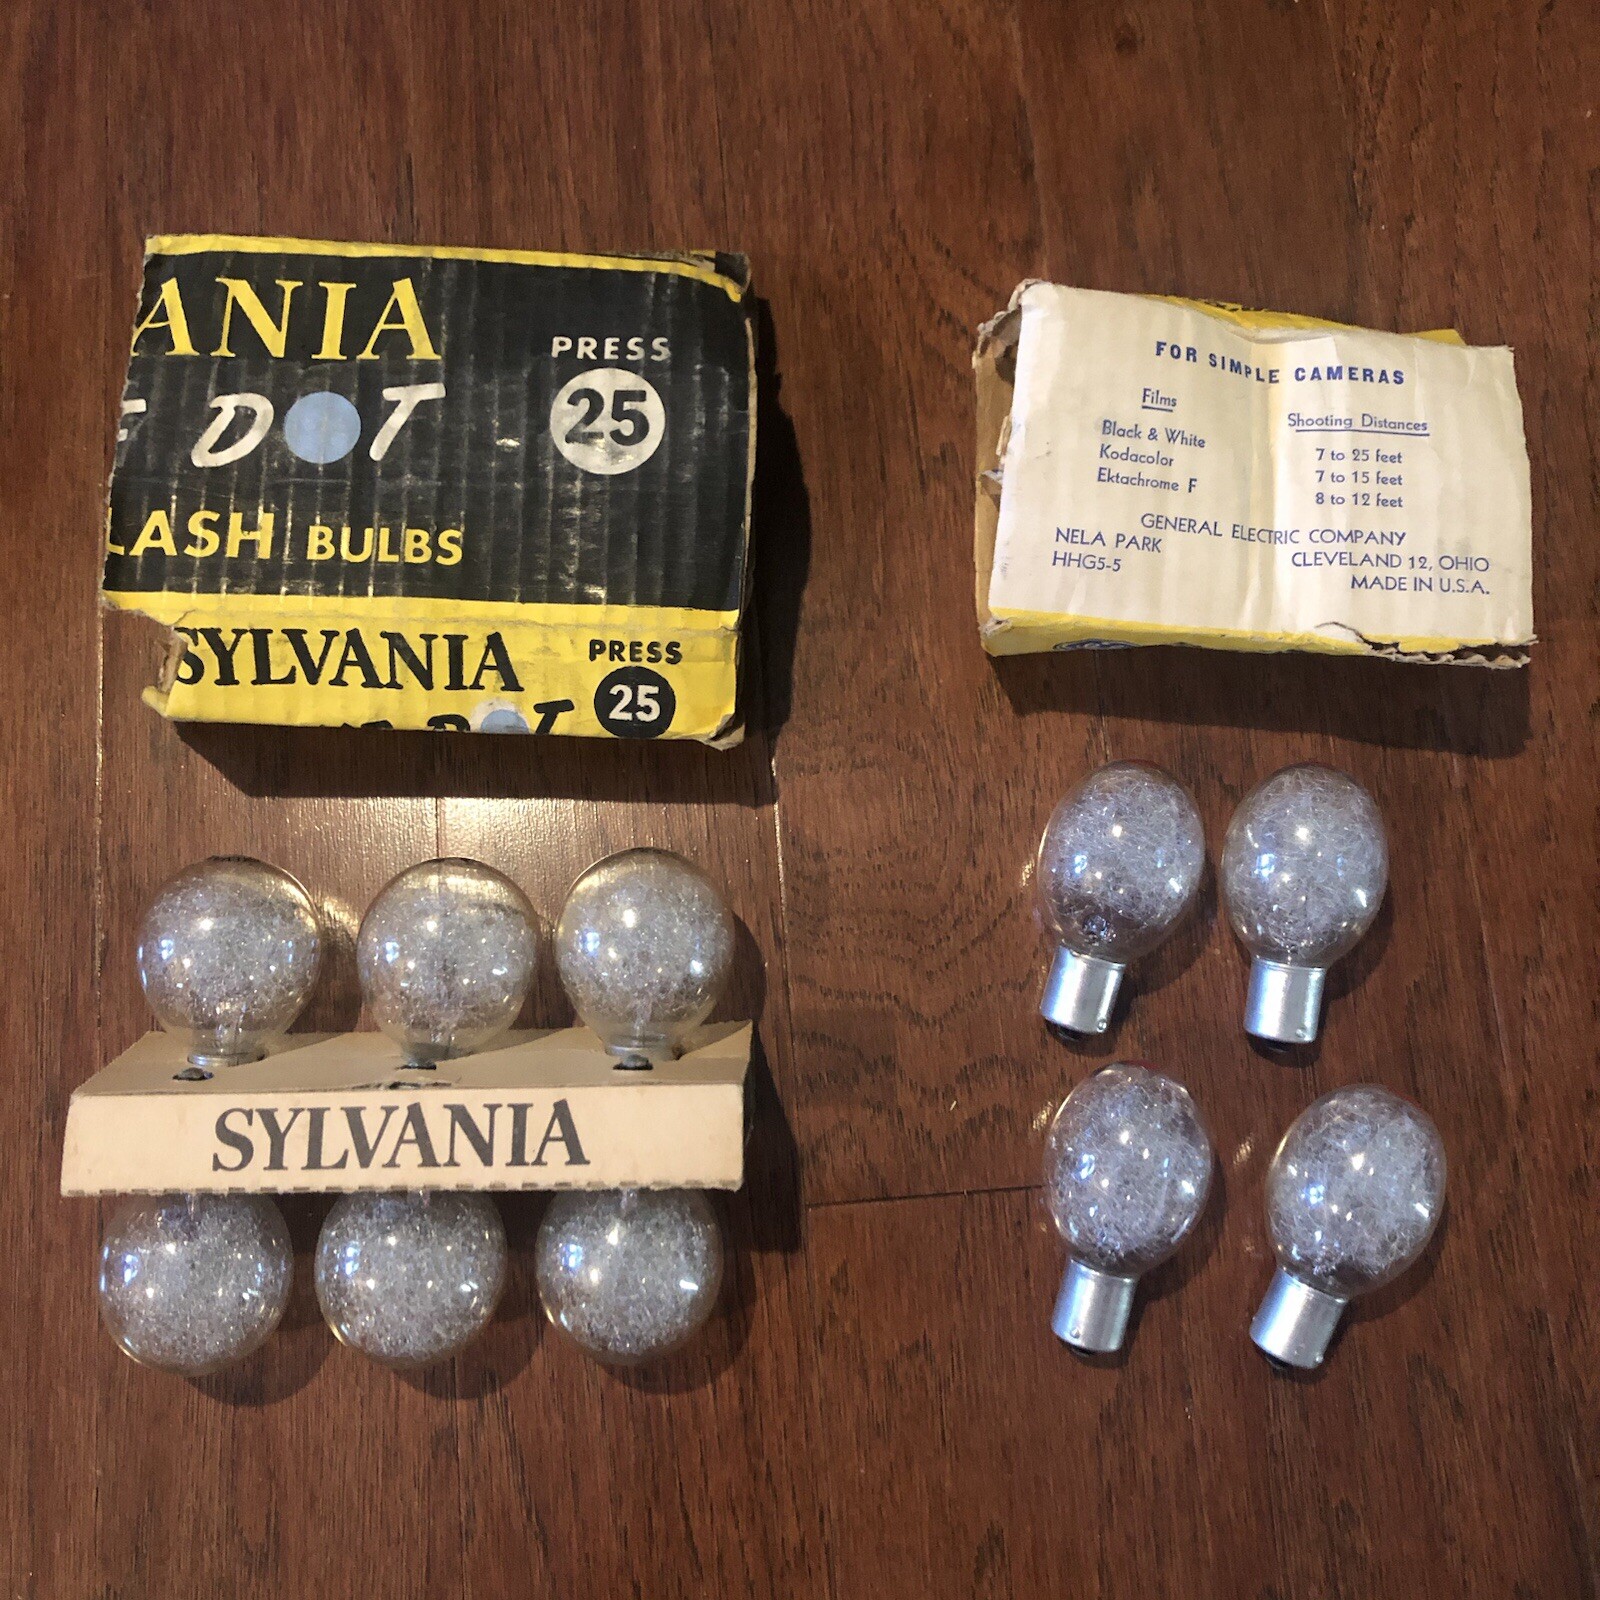 ANIA
DOT
PRESS
25
LASH BULBS
SYLVANIA
PRESS
25
SYLVANIA
FOR SIMPLE CAMERAS
Films Shooting Distances
Black & White 7 to 25 feet
Kodacolor 7 to 15 feet
Ektachrome F 8 to 12 feet
GENERAL ELECTRIC COMPANY
NELA PARK CLEVELAND 12, OHIO
HHG5-5 MADE IN U.S.A.